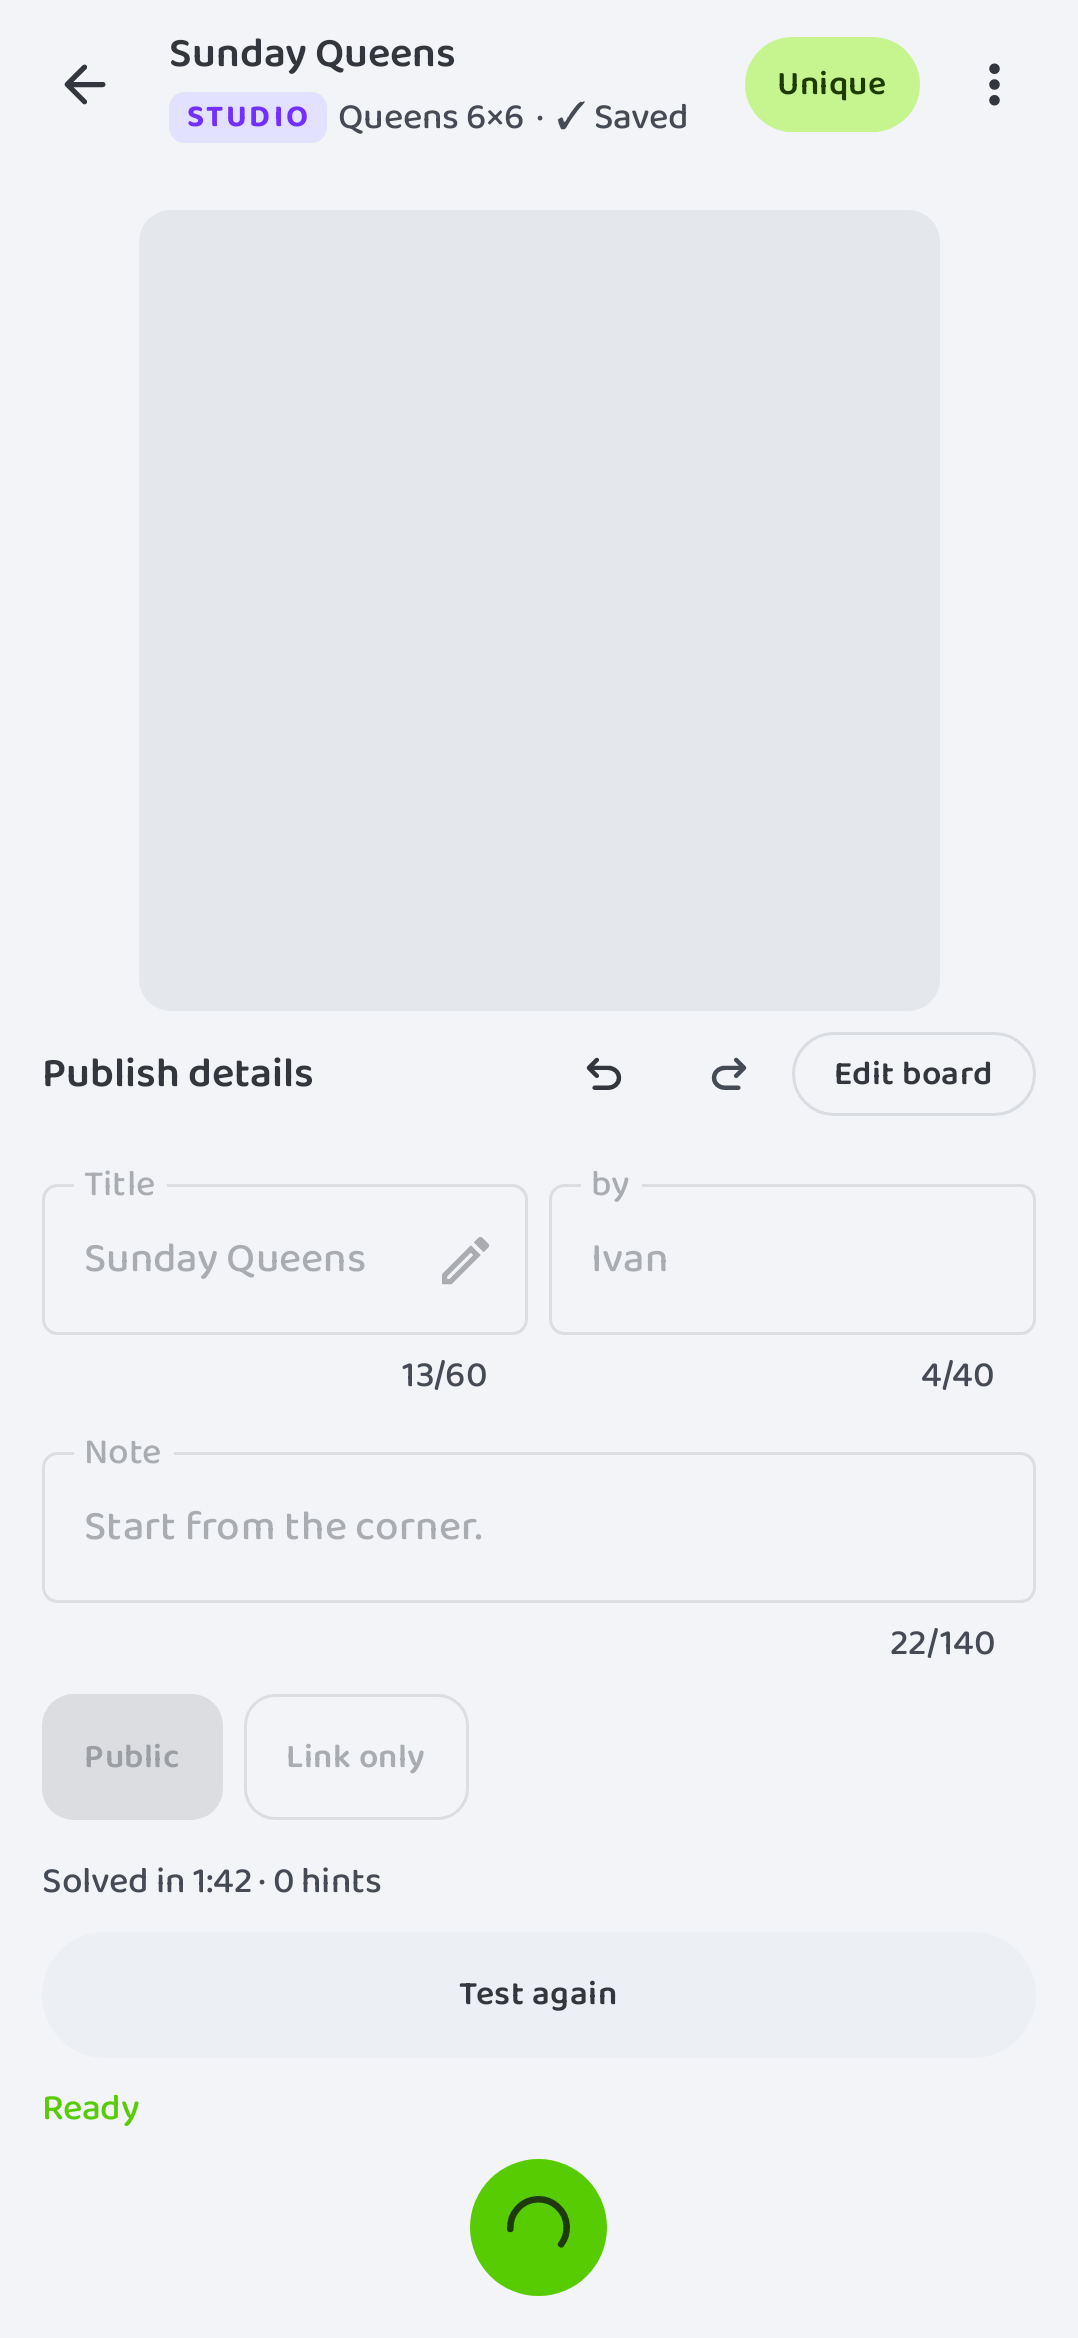 Sunday Queens
STUDIO Queens 6×6 · ✓ Saved
Unique
Publish details
Edit board
Title
Sunday Queens
13/60
by
Ivan
4/40
Note
Start from the corner.
22/140
Public
Link only
Solved in 1:42 · 0 hints
Test again
Ready